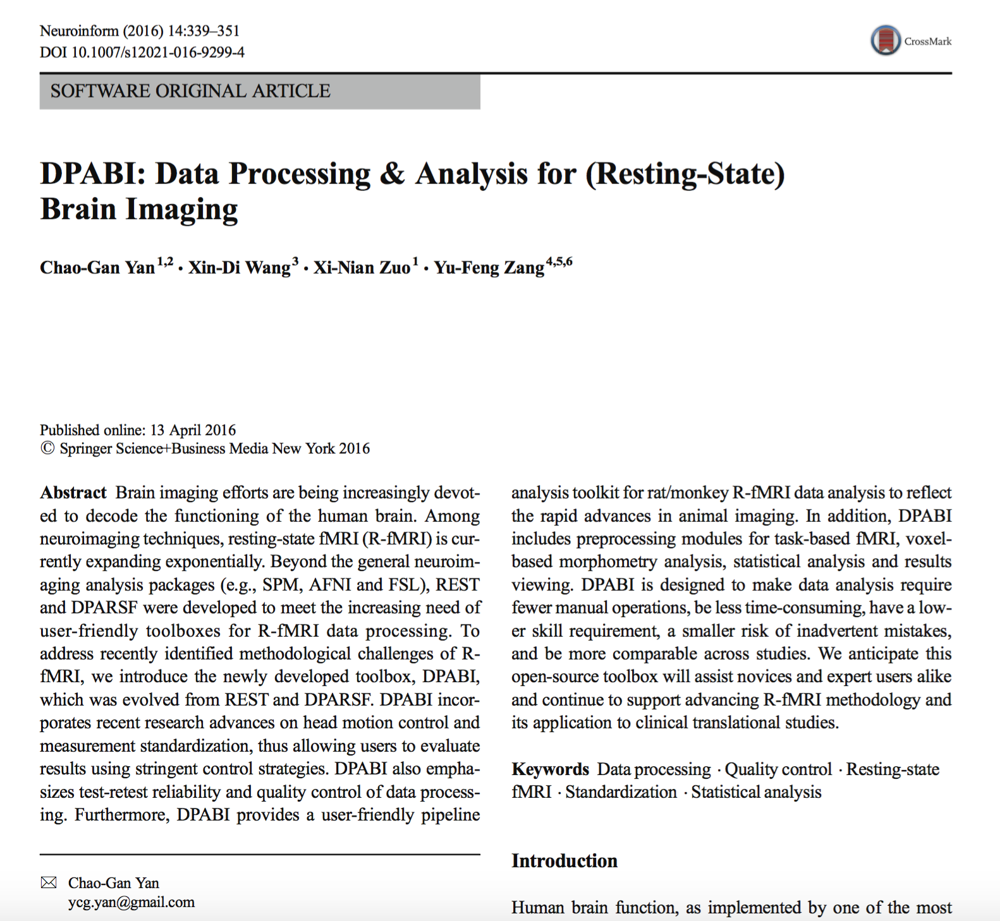 Neuroinform (2016) 14:339–351
DOI 10.1007/s12021-016-9299-4
CrossMark
SOFTWARE ORIGINAL ARTICLE
DPABI: Data Processing & Analysis for (Resting-State)
Brain Imaging
Chao-Gan Yan1,2 · Xin-Di Wang3 · Xi-Nian Zuo1 · Yu-Feng Zang4,5,6
Published online: 13 April 2016
© Springer Science+Business Media New York 2016
Abstract Brain imaging efforts are being increasingly devot-
ed to decode the functioning of the human brain. Among
neuroimaging techniques, resting-state fMRI (R-fMRI) is cur-
rently expanding exponentially. Beyond the general neuroim-
aging analysis packages (e.g., SPM, AFNI and FSL), REST
and DPARSF were developed to meet the increasing need of
user-friendly toolboxes for R-fMRI data processing. To
address recently identified methodological challenges of R-
fMRI, we introduce the newly developed toolbox, DPABI,
which was evolved from REST and DPARSF. DPABI incor-
porates recent research advances on head motion control and
measurement standardization, thus allowing users to evaluate
results using stringent control strategies. DPABI also empha-
sizes test-retest reliability and quality control of data process-
ing. Furthermore, DPABI provides a user-friendly pipeline
analysis toolkit for rat/monkey R-fMRI data analysis to reflect
the rapid advances in animal imaging. In addition, DPABI
includes preprocessing modules for task-based fMRI, voxel-
based morphometry analysis, statistical analysis and results
viewing. DPABI is designed to make data analysis require
fewer manual operations, be less time-consuming, have a low-
er skill requirement, a smaller risk of inadvertent mistakes,
and be more comparable across studies. We anticipate this
open-source toolbox will assist novices and expert users alike
and continue to support advancing R-fMRI methodology and
its application to clinical translational studies.
Keywords Data processing · Quality control · Resting-state
fMRI · Standardization · Statistical analysis
Chao-Gan Yan
ycg.yan@gmail.com
Introduction
Human brain function, as implemented by one of the most